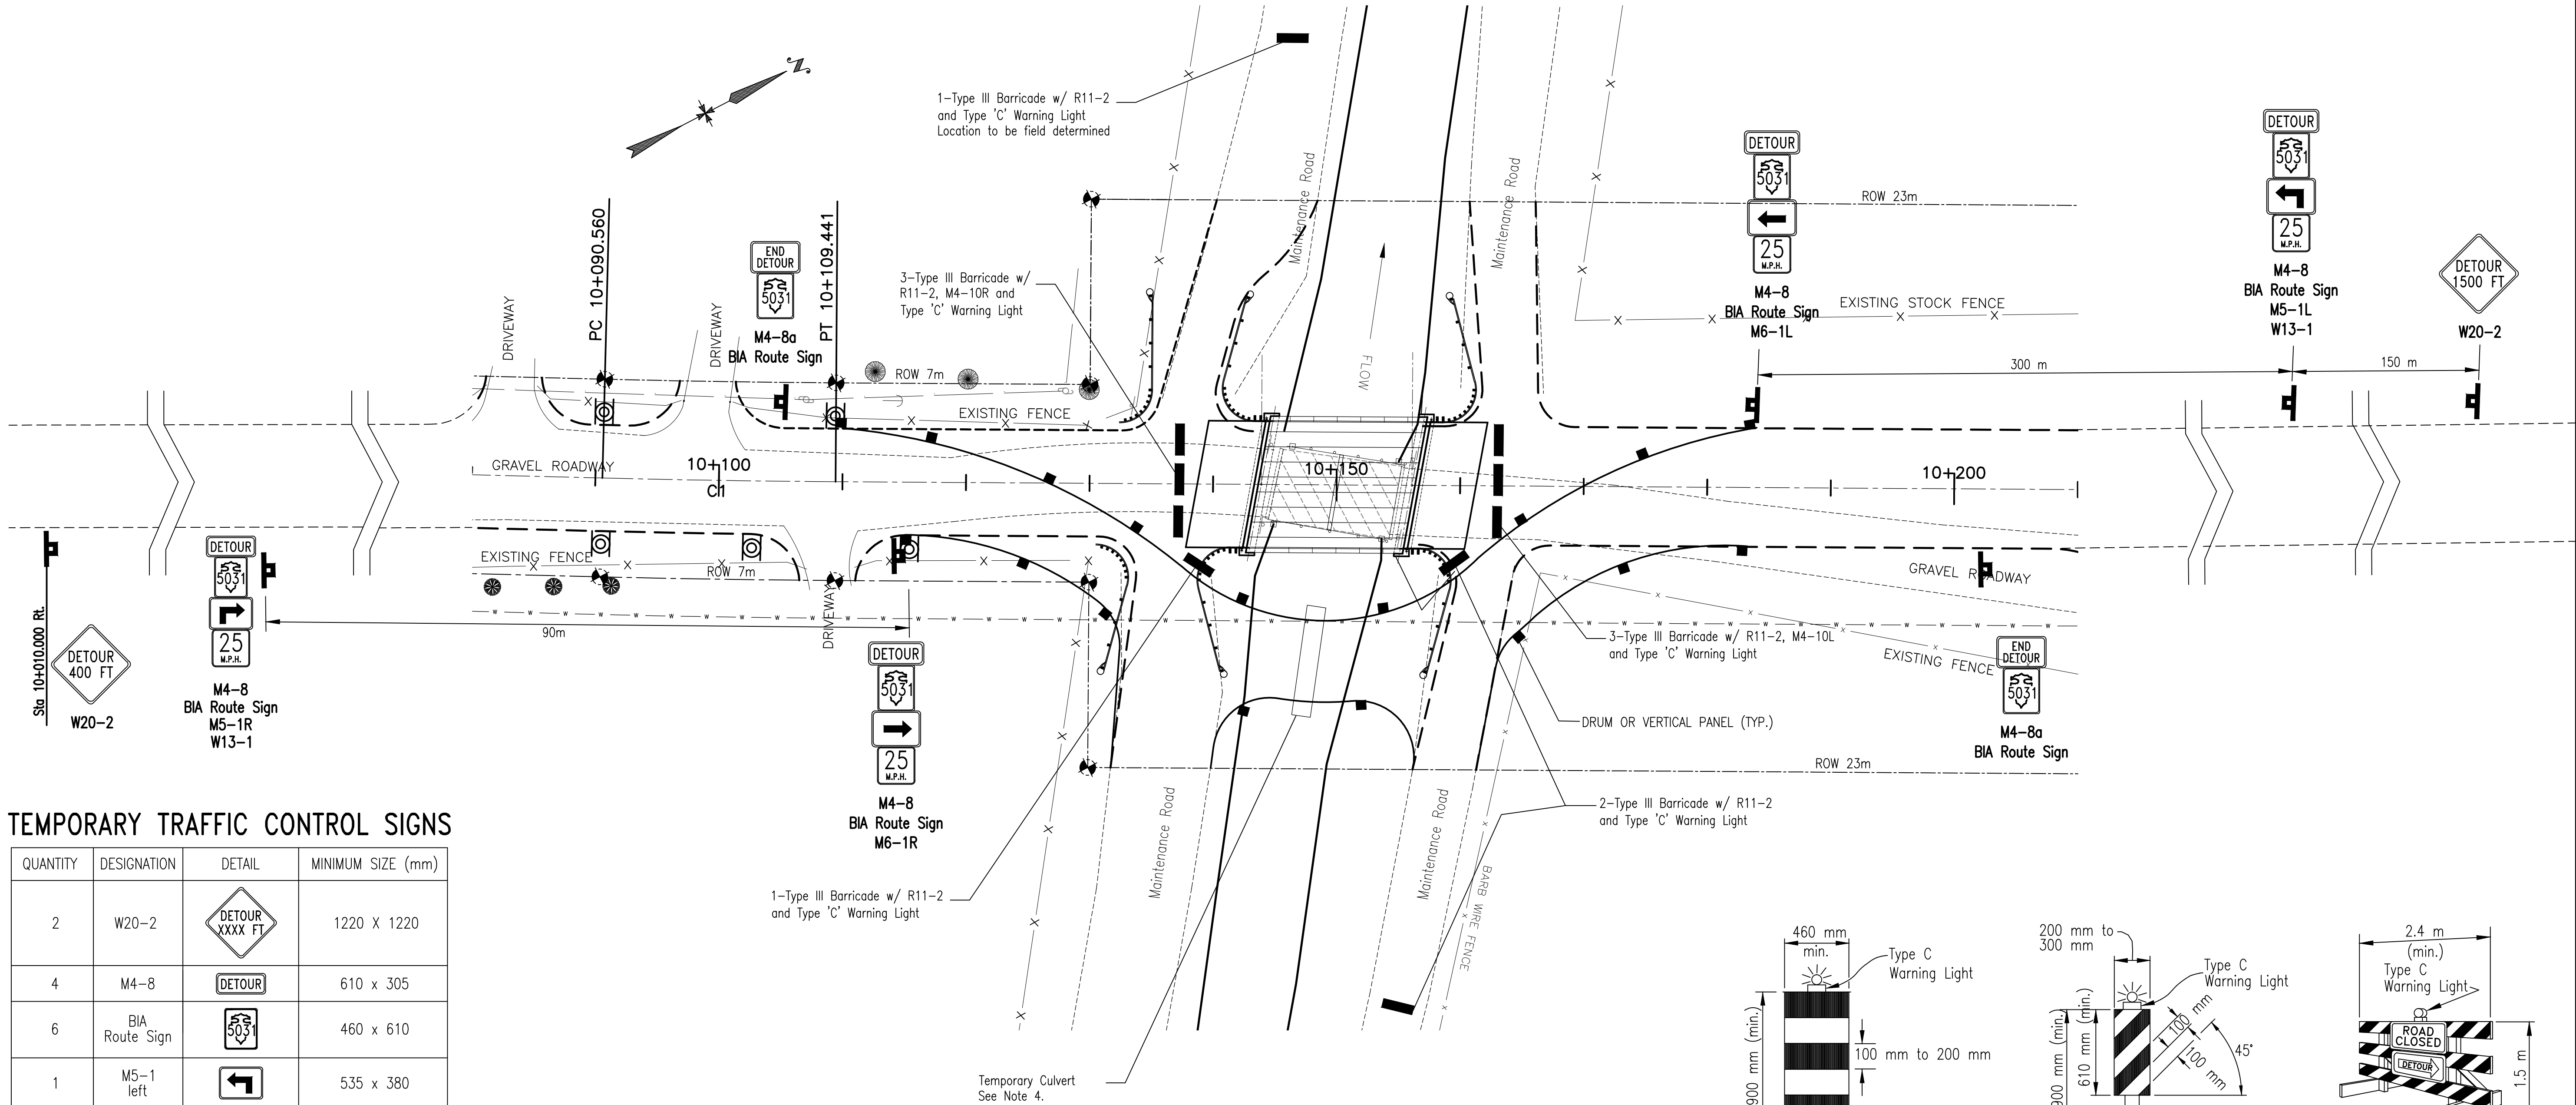 N
1-Type III Barricade w/ R11-2
and Type 'C' Warning Light
Location to be field determined
3-Type III Barricade w/
R11-2, M4-10R and
Type 'C' Warning Light
Maintenance Road
Maintenance Road
FLOW
ROW 23m
DETOUR
5031
25
M.P.H.
M4-8
BIA Route Sign
M6-1L
DETOUR
5031
25
M.P.H.
M4-8
BIA Route Sign
M5-1L
W13-1
DETOUR
1500 FT
W20-2
EXISTING STOCK FENCE
300 m
150 m
DRIVEWAY
PC 10+090.560
DRIVEWAY
END
DETOUR
5031
M4-8a
BIA Route Sign
PT 10+109.441
ROW 7m
EXISTING FENCE
GRAVEL ROADWAY
10+100
C1
10+150
10+200
EXISTING FENCE
ROW 7m
DRIVEWAY
90m
GRAVEL ROADWAY
EXISTING FENCE
Sta 10+010.000 Rt.
DETOUR
400 FT
W20-2
DETOUR
5031
25
M.P.H.
M4-8
BIA Route Sign
M5-1R
W13-1
DETOUR
5031
25
M.P.H.
M4-8
BIA Route Sign
M6-1R
3-Type III Barricade w/ R11-2, M4-10L
and Type 'C' Warning Light
END
DETOUR
5031
M4-8a
BIA Route Sign
DRUM OR VERTICAL PANEL (TYP.)
ROW 23m
2-Type III Barricade w/ R11-2
and Type 'C' Warning Light
Maintenance Road
Maintenance Road
BARB WIRE FENCE
1-Type III Barricade w/ R11-2
and Type 'C' Warning Light
Temporary Culvert
See Note 4.
TEMPORARY TRAFFIC CONTROL SIGNS
QUANTITY DESIGNATION DETAIL MINIMUM SIZE (mm)
2 W20-2 DETOUR XXXX FT 1220 X 1220
4 M4-8 DETOUR 610 x 305
6 BIA Route Sign 5031 460 x 610
1 M5-1 left 535 x 380
460 mm
min.
Type C
Warning Light
900 mm (min.)
100 mm to 200 mm
200 mm to
300 mm
Type C
Warning Light
900 mm (min.)
610 mm (min.)
100 mm
100 mm
45°
2.4 m
(min.)
Type C
Warning Light
ROAD
CLOSED
DETOUR
1.5 m